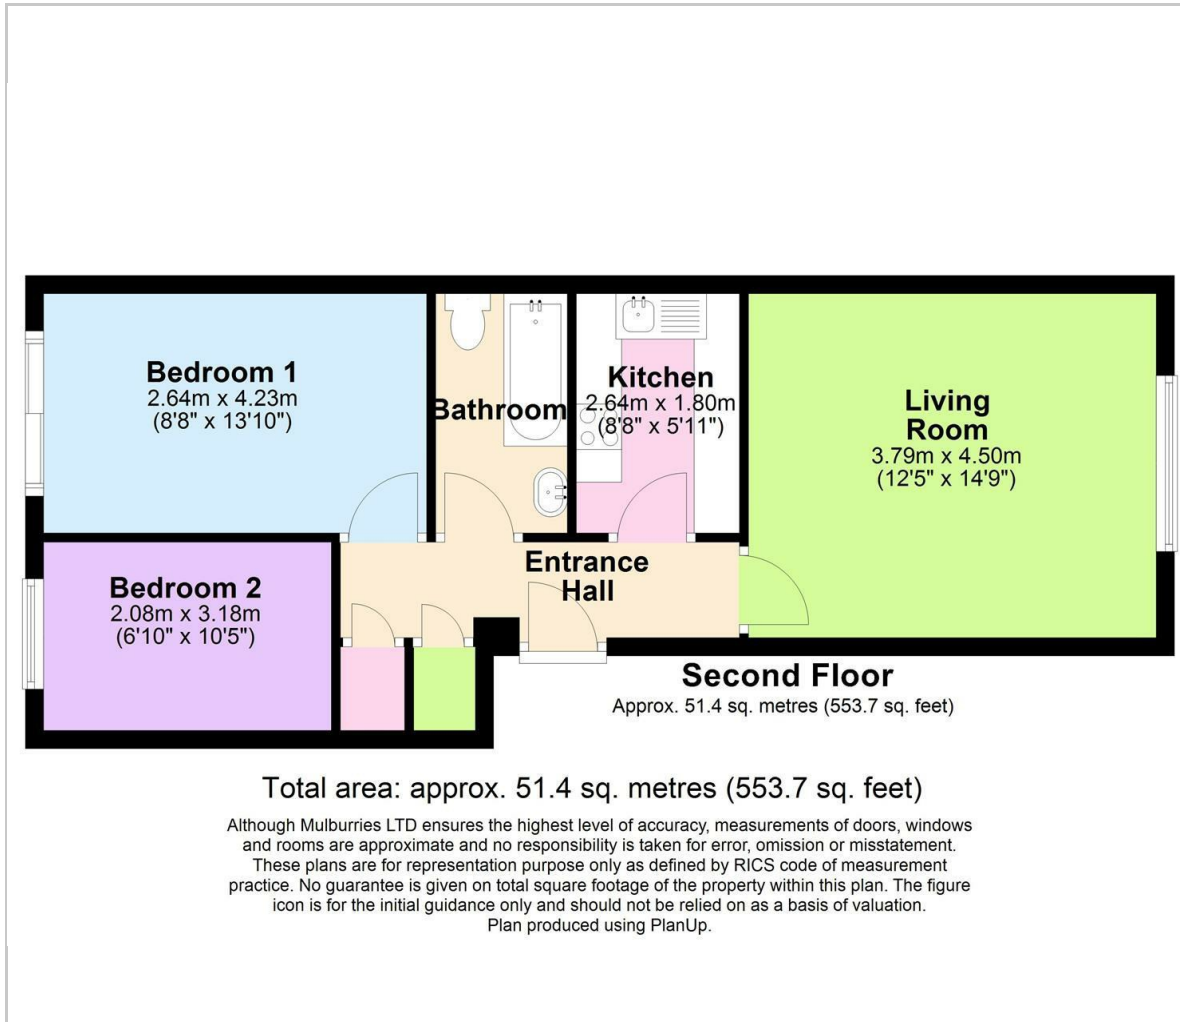 Bedroom 1
2.64m x 4.23m
(8'8" x 13'10")
Bathroom
Kitchen
2.64m x 1.80m
(8'8" x 5'11")
Living
Room
3.79m x 4.50m
(12'5" x 14'9")
Bedroom 2
2.08m x 3.18m
(6'10" x 10'5")
Entrance
Hall
Second Floor
Approx. 51.4 sq. metres (553.7 sq. feet)
Total area: approx. 51.4 sq. metres (553.7 sq. feet)
Although Mulburries LTD ensures the highest level of accuracy, measurements of doors, windows
and rooms are approximate and no responsibility is taken for error, omission or misstatement.
These plans are for representation purpose only as defined by RICS code of measurement
practice. No guarantee is given on total square footage of the property within this plan. The figure
icon is for the initial guidance only and should not be relied on as a basis of valuation.
Plan produced using PlanUp.